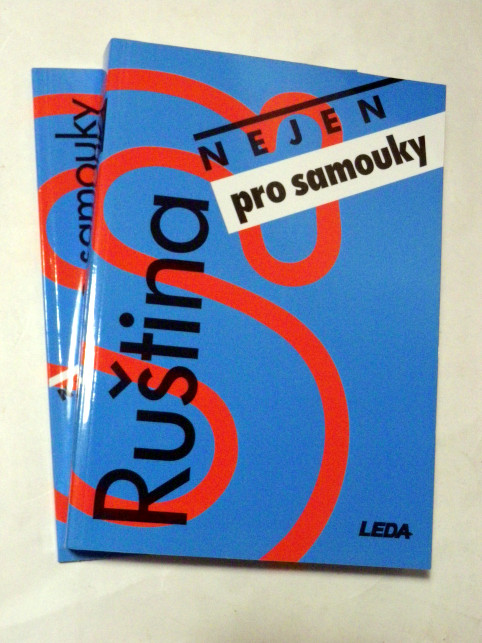 NEJEN
pro samouky
Ruština
LEDA
samouky